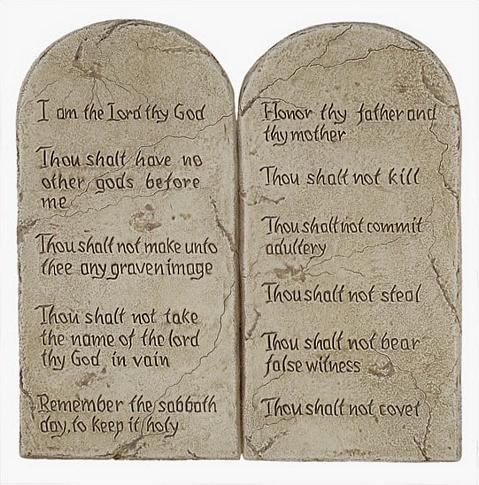 I am the Lord thy God
Thou shalt have no
other gods before
me
Thou shalt not make unto
thee any graven image
Thou shalt not take
the name of the lord
thy God in vain
Remember the sabbath
day, to keep it holy
Honor thy father and
thy mother
Thou shalt not kill
Thou shalt not commit
adultery
Thou shalt not steal
Thou shalt not bear
false witness
Thou shalt not covet